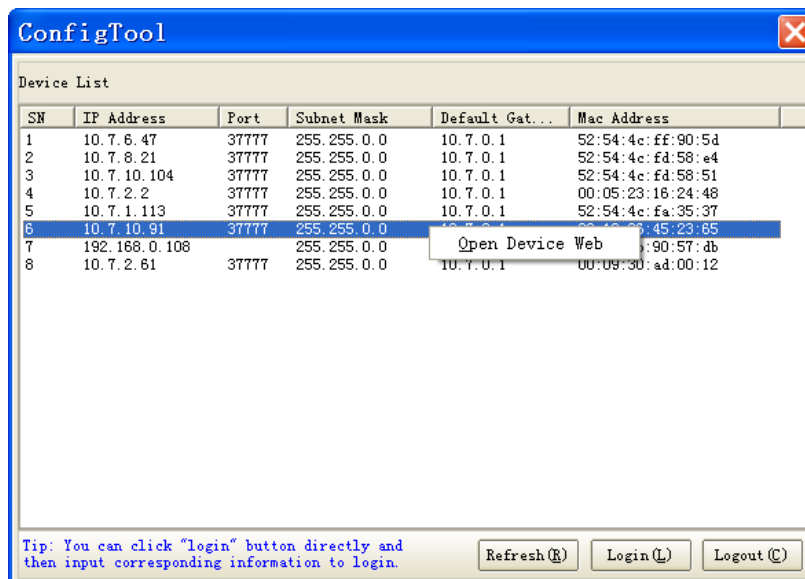 ConfigTool
Device List
SN IP Address Port Subnet Mask Default Gat... Mac Address
1 10.7.6.47 37777 255.255.0.0 10.7.0.1 52:54:4c:ff:90:5d
2 10.7.8.21 37777 255.255.0.0 10.7.0.1 52:54:4c:fd:58:e4
3 10.7.10.104 37777 255.255.0.0 10.7.0.1 52:54:4c:fd:58:51
4 10.7.2.2 37777 255.255.0.0 10.7.0.1 00:05:23:16:24:48
5 10.7.1.113 37777 255.255.0.0 10.7.0.1 52:54:4c:fa:35:37
6 10.7.10.91 37777 255.255.0.0 :45:23:65
Open Device Web
7 192.168.0.108 255.255.0.0 :90:57:db
8 10.7.2.61 37777 255.255.0.0 10.7.0.1 00:09:30:ad:00:12
Tip: You can click "login" button directly and
then input corresponding information to login.
Refresh(R) Login(L) Logout(C)